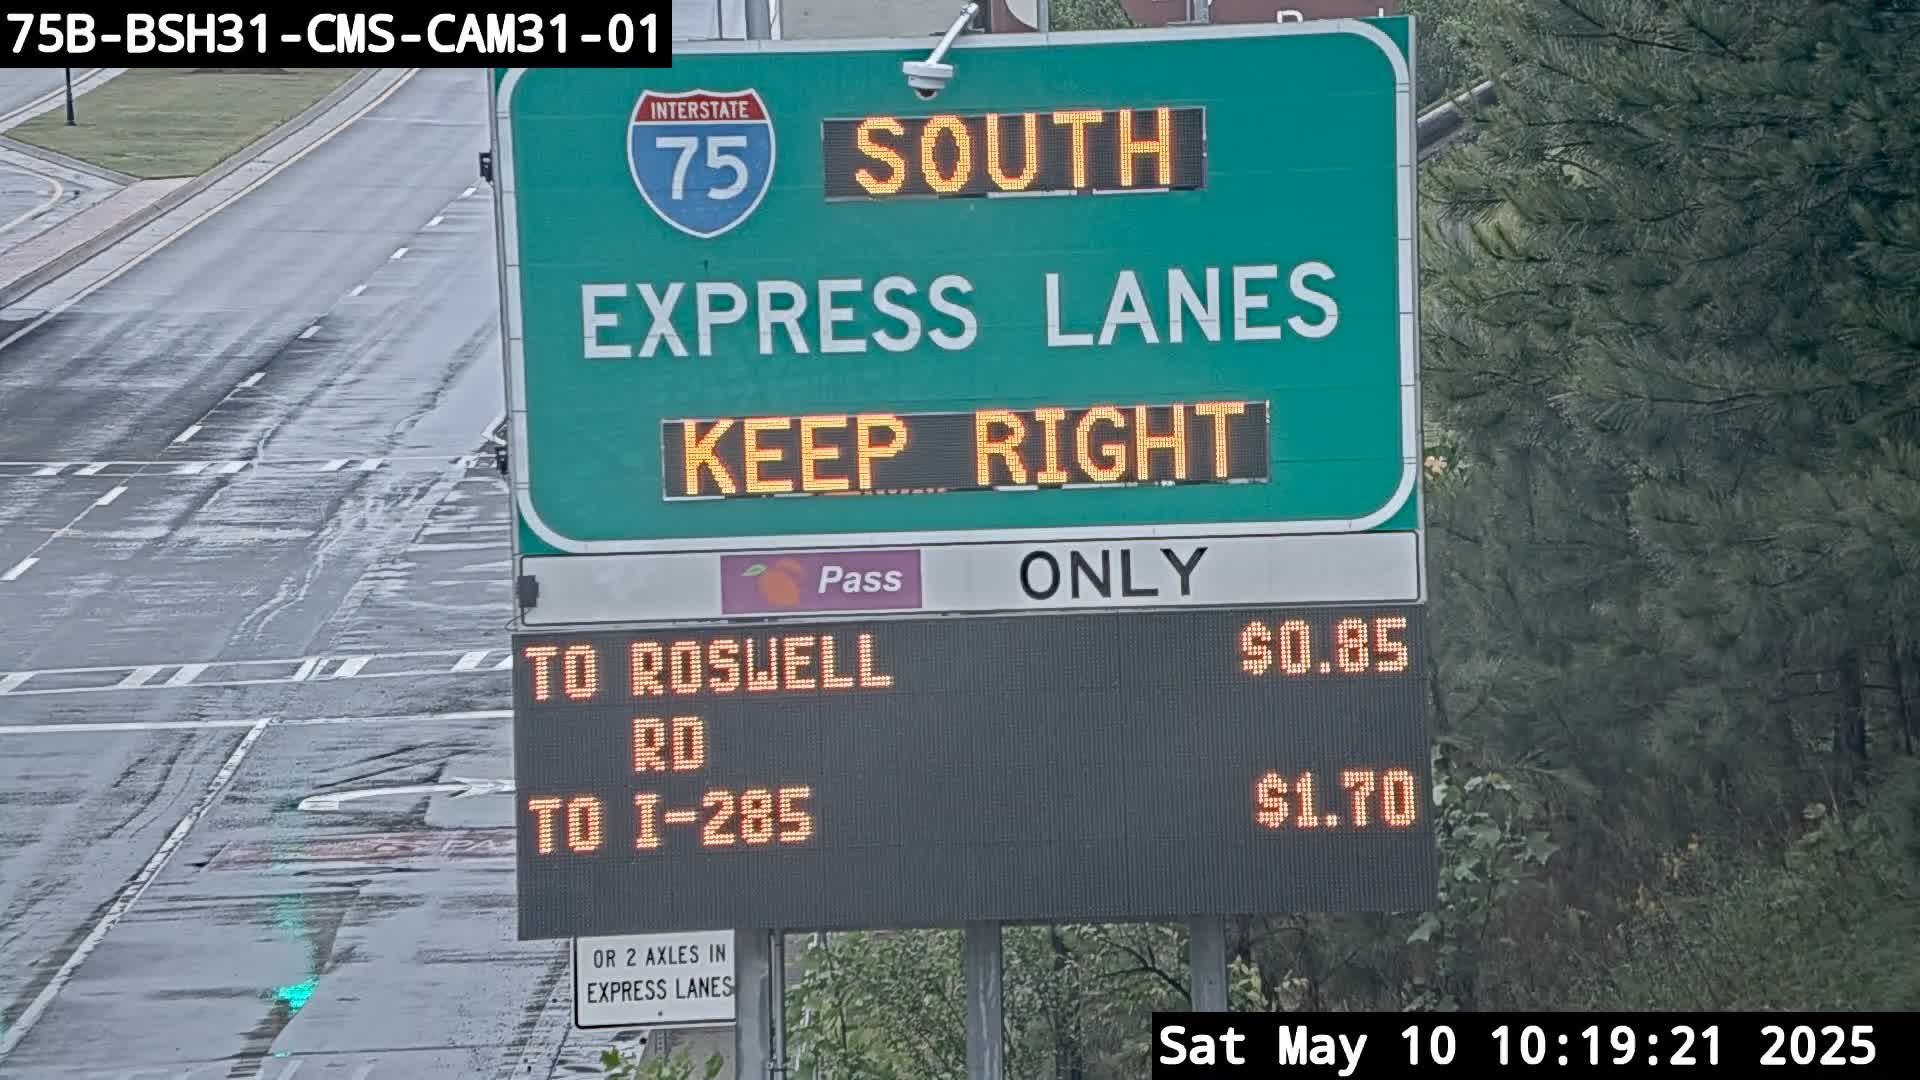 75B-BSH31-CMS-CAM31-01
INTERSTATE
75
SOUTH
EXPRESS LANES
KEEP RIGHT
Pass
ONLY
TO ROSWELL $0.85
RD
TO I-285 $1.70
OR 2 AXLES IN
EXPRESS LANES
Sat May 10 10:19:21 2025